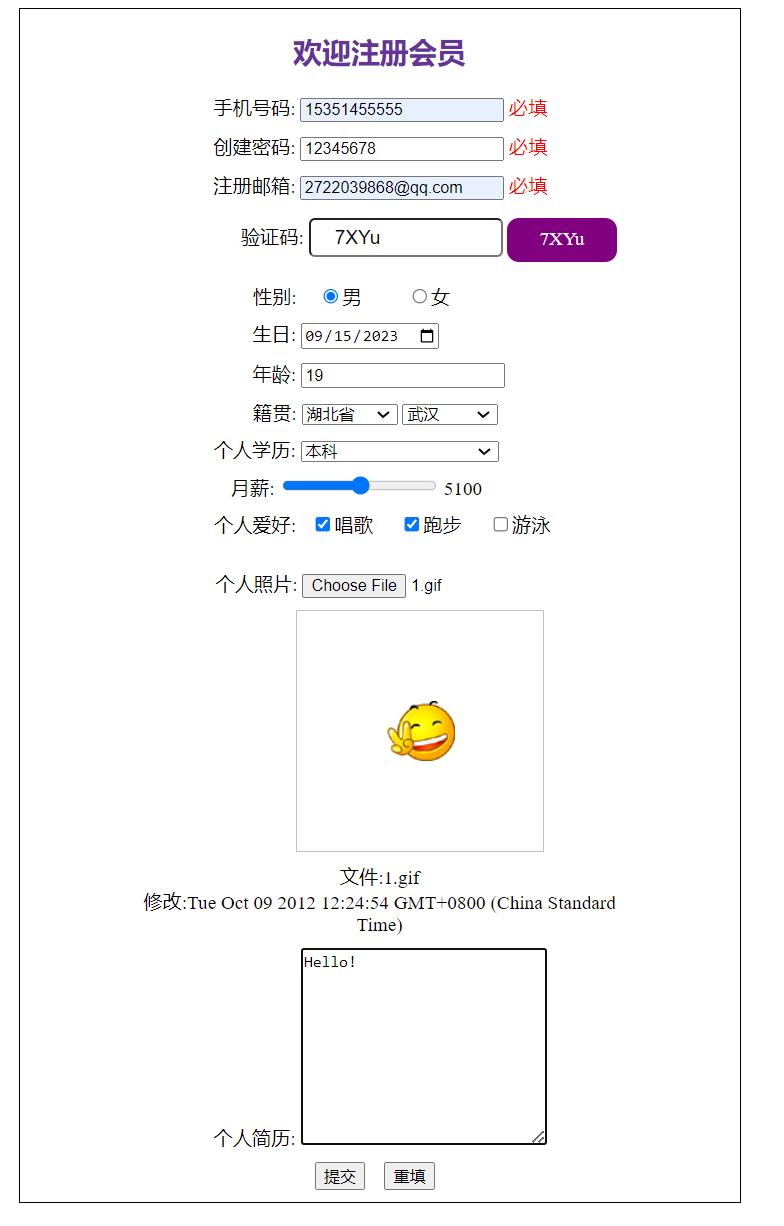 欢迎注册会员
手机号码: 15351455555 必填
创建密码: 12345678 必填
注册邮箱: 2722039868@qq.com 必填
验证码: 7XYu 7XYu
性别: 男 女
生日: 09/15/2023
年龄: 19
籍贯: 湖北省 武汉
个人学历: 本科
月薪: 5100
个人爱好: 唱歌 跑步 游泳
个人照片: Choose File 1.gif
文件:1.gif
修改:Tue Oct 09 2012 12:24:54 GMT+0800 (China Standard
Time)
Hello!
个人简历:
提交 重填